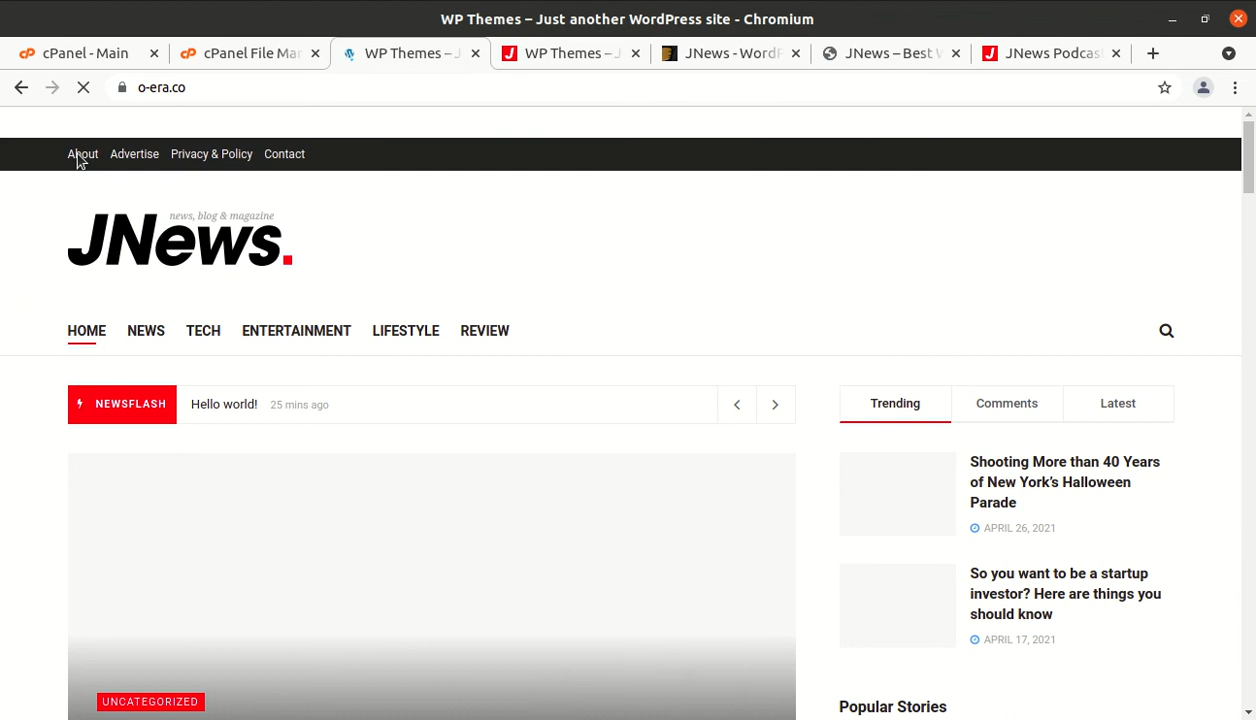 WP Themes – Just another WordPress site - Chromium
cPanel - Main
cPanel File Mar
WP Themes – J
WP Themes – J
JNews - WordP
JNews – Best W
JNews Podcas
o-era.co
About Advertise Privacy & Policy Contact
news, blog & magazine
JNews.
HOME NEWS TECH ENTERTAINMENT LIFESTYLE REVIEW
NEWSFLASH Hello world! 25 mins ago
Trending Comments Latest
Shooting More than 40 Years
of New York's Halloween
Parade
APRIL 26, 2021
So you want to be a startup
investor? Here are things you
should know
APRIL 17, 2021
UNCATEGORIZED
Popular Stories